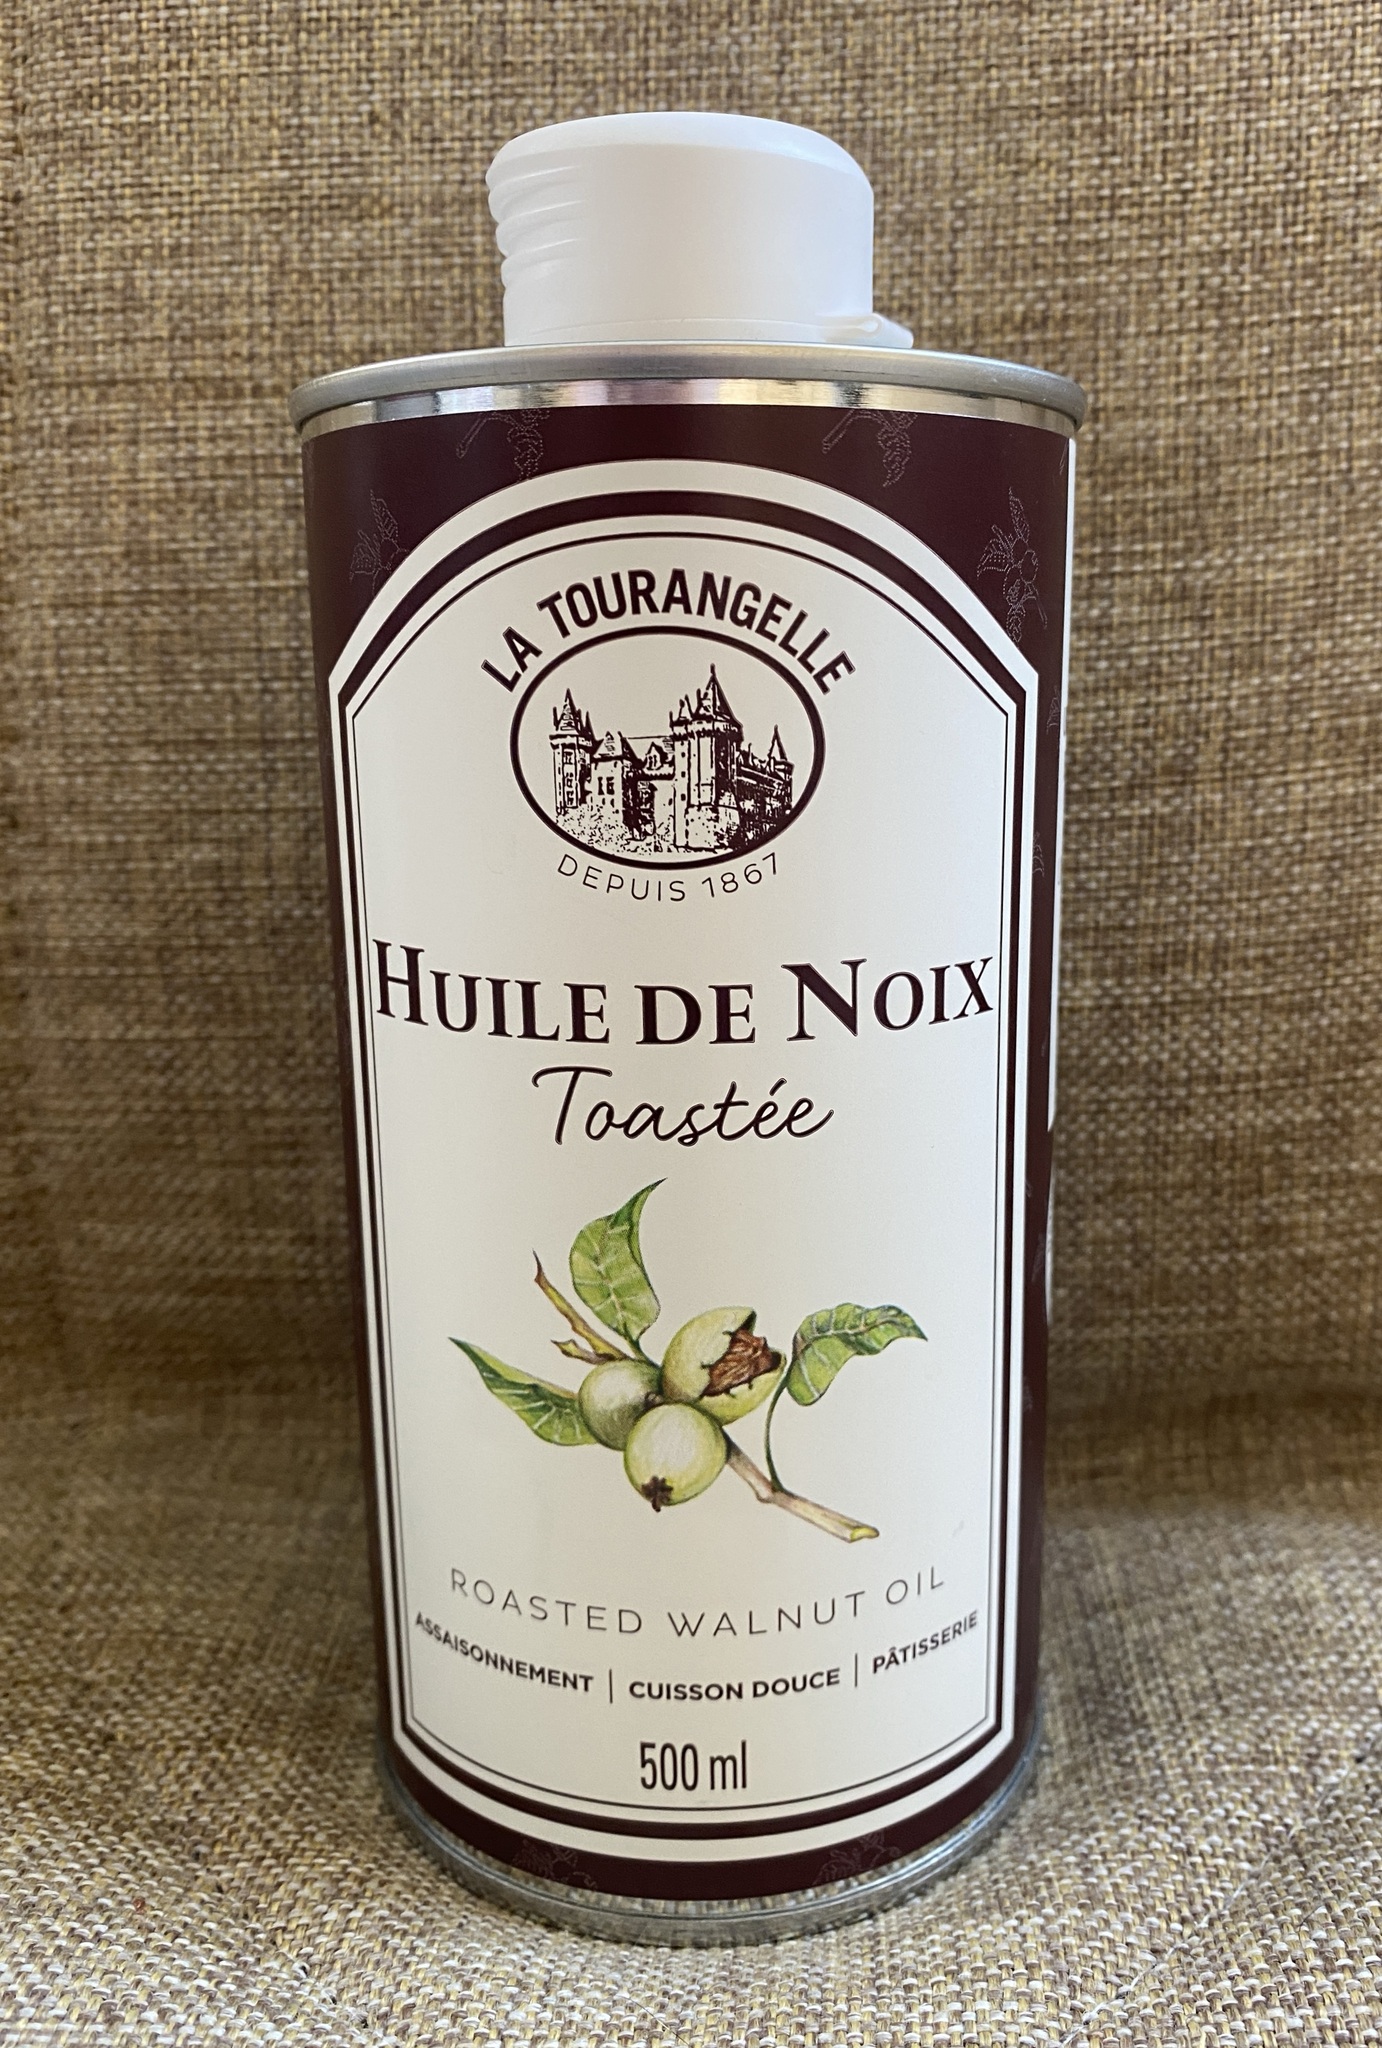 LA TOURANGELLE
DEPUIS 1867
HUILE DE NOIX
Toastée
ROASTED WALNUT OIL
ASSAISONNEMENT | CUISSON DOUCE | PÂTISSERIE
500 ml